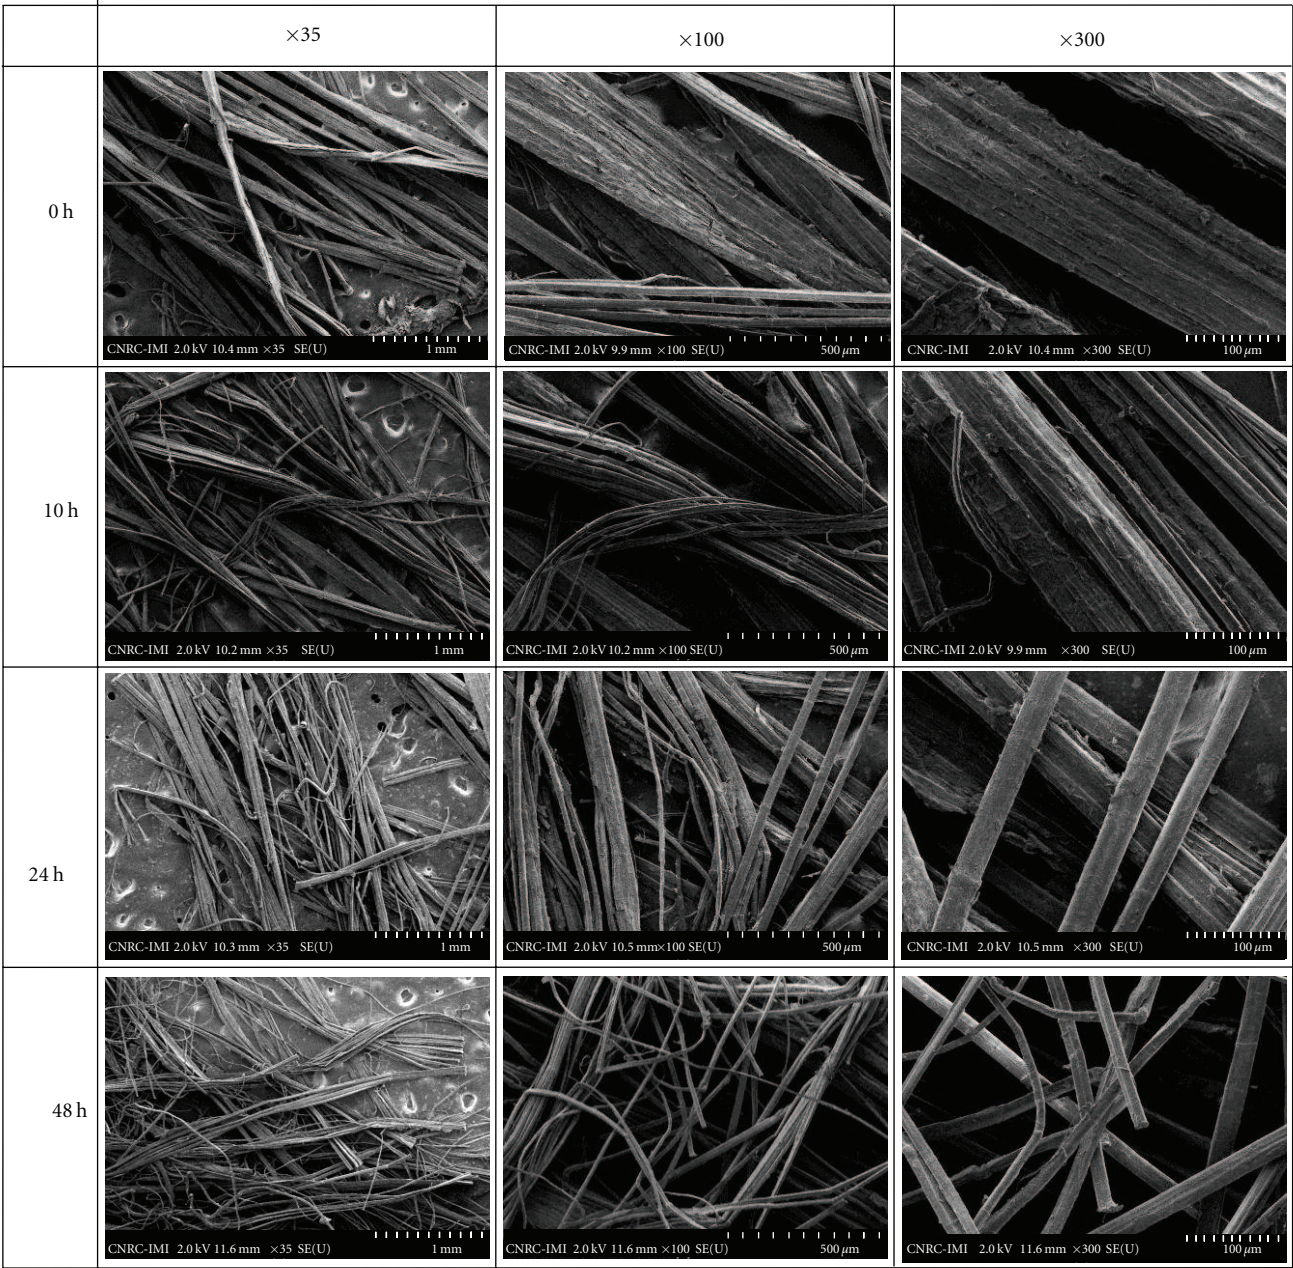 ×35 ×100 ×300
0 h
CNRC-IMI 2.0 kV 10.4 mm ×35 SE(U) 1 mm
CNRC-IMI 2.0 kV 9.9 mm ×100 SE(U) 500 µm
CNRC-IMI 2.0 kV 10.4 mm ×300 SE(U) 100 µm
10 h
CNRC-IMI 2.0 kV 10.2 mm ×35 SE(U) 1 mm
CNRC-IMI 2.0 kV 10.2 mm ×100 SE(U) 500 µm
CNRC-IMI 2.0 kV 9.9 mm ×300 SE(U) 100 µm
24 h
CNRC-IMI 2.0 kV 10.3 mm ×35 SE(U) 1 mm
CNRC-IMI 2.0 kV 10.5 mm×100 SE(U) 500 µm
CNRC-IMI 2.0 kV 10.5 mm ×300 SE(U) 100 µm
48 h
CNRC-IMI 2.0 kV 11.6 mm ×35 SE(U) 1 mm
CNRC-IMI 2.0 kV 11.6 mm ×100 SE(U) 500 µm
CNRC-IMI 2.0 kV 11.6 mm ×300 SE(U) 100 µm